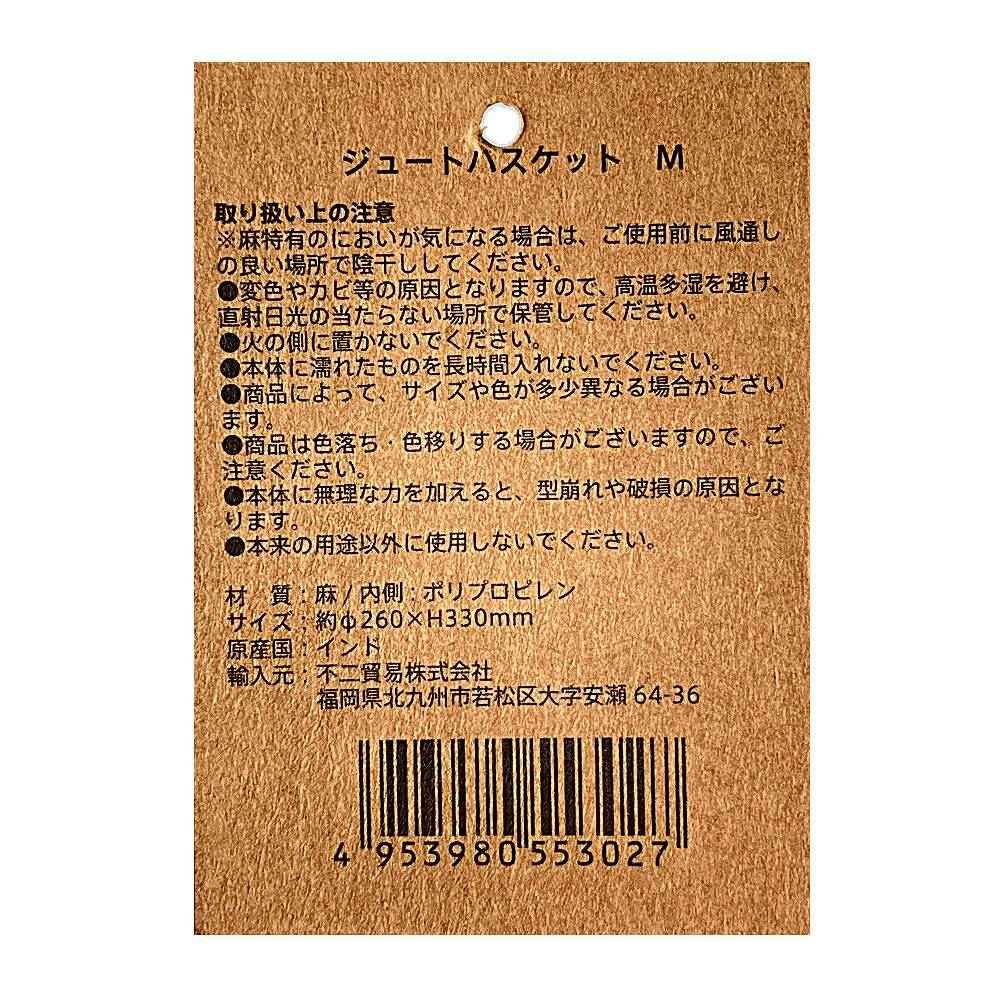 ジュートバスケット　M
取り扱い上の注意
※麻特有のにおいが気になる場合は、ご使用前に風通し
の良い場所で陰干ししてください。
●変色やカビ等の原因となりますので、高温多湿を避け、
直射日光の当たらない場所で保管してください。
●火の側に置かないでください。
●本体に濡れたものを長時間入れないでください。
●商品によって、サイズや色が多少異なる場合がござい
ます。
●商品は色落ち・色移りする場合がございますので、ご
注意ください。
●本体に無理な力を加えると、型崩れや破損の原因とな
ります。
●本来の用途以外に使用しないでください。
材　質：麻 / 内側：ポリプロピレン
サイズ：約φ260×H330mm
原産国：インド
輸入元：不二貿易株式会社
福岡県北九州市若松区大字安瀬 64-36
4 953980 553027